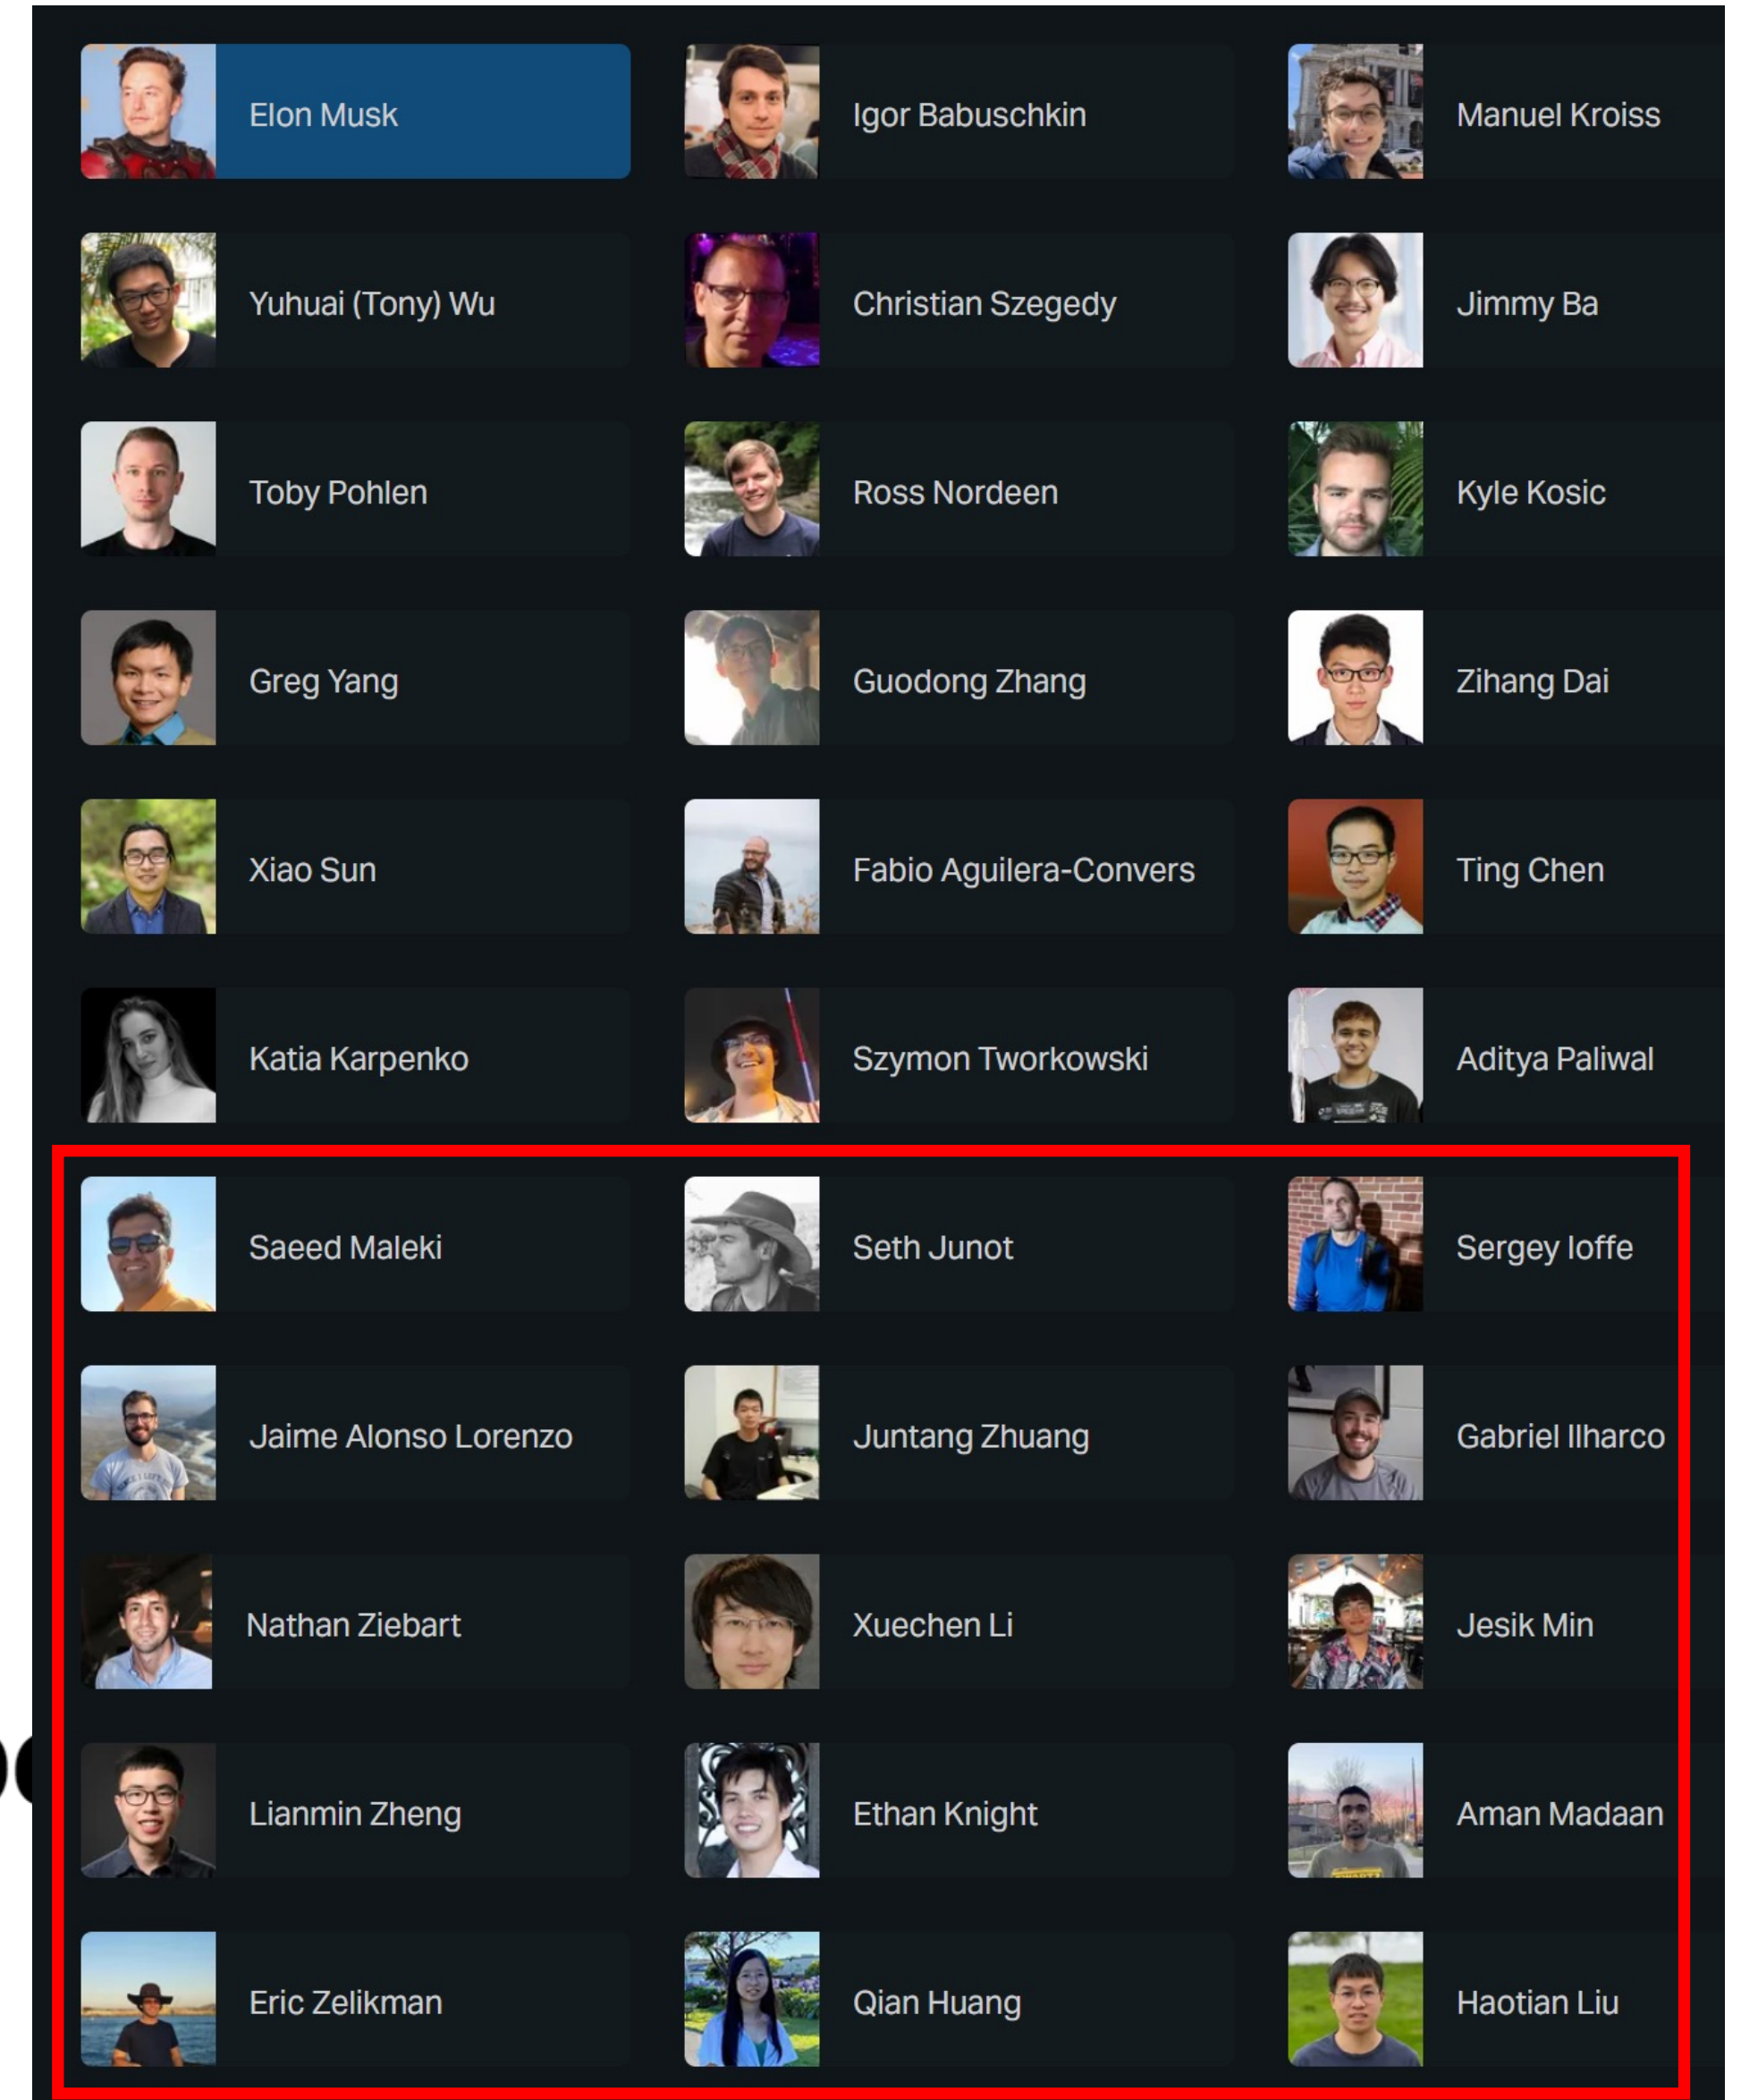 Elon Musk
Igor Babuschkin
Manuel Kroiss
Yuhuai (Tony) Wu
Christian Szegedy
Jimmy Ba
Toby Pohlen
Ross Nordeen
Kyle Kosic
Greg Yang
Guodong Zhang
Zihang Dai
Xiao Sun
Fabio Aguilera-Convers
Ting Chen
Katia Karpenko
Szymon Tworkowski
Aditya Paliwal
Saeed Maleki
Seth Junot
Sergey Ioffe
Jaime Alonso Lorenzo
Juntang Zhuang
Gabriel Ilharco
Nathan Ziebart
Xuechen Li
Jesik Min
Lianmin Zheng
Ethan Knight
Aman Madaan
Eric Zelikman
Qian Huang
Haotian Liu